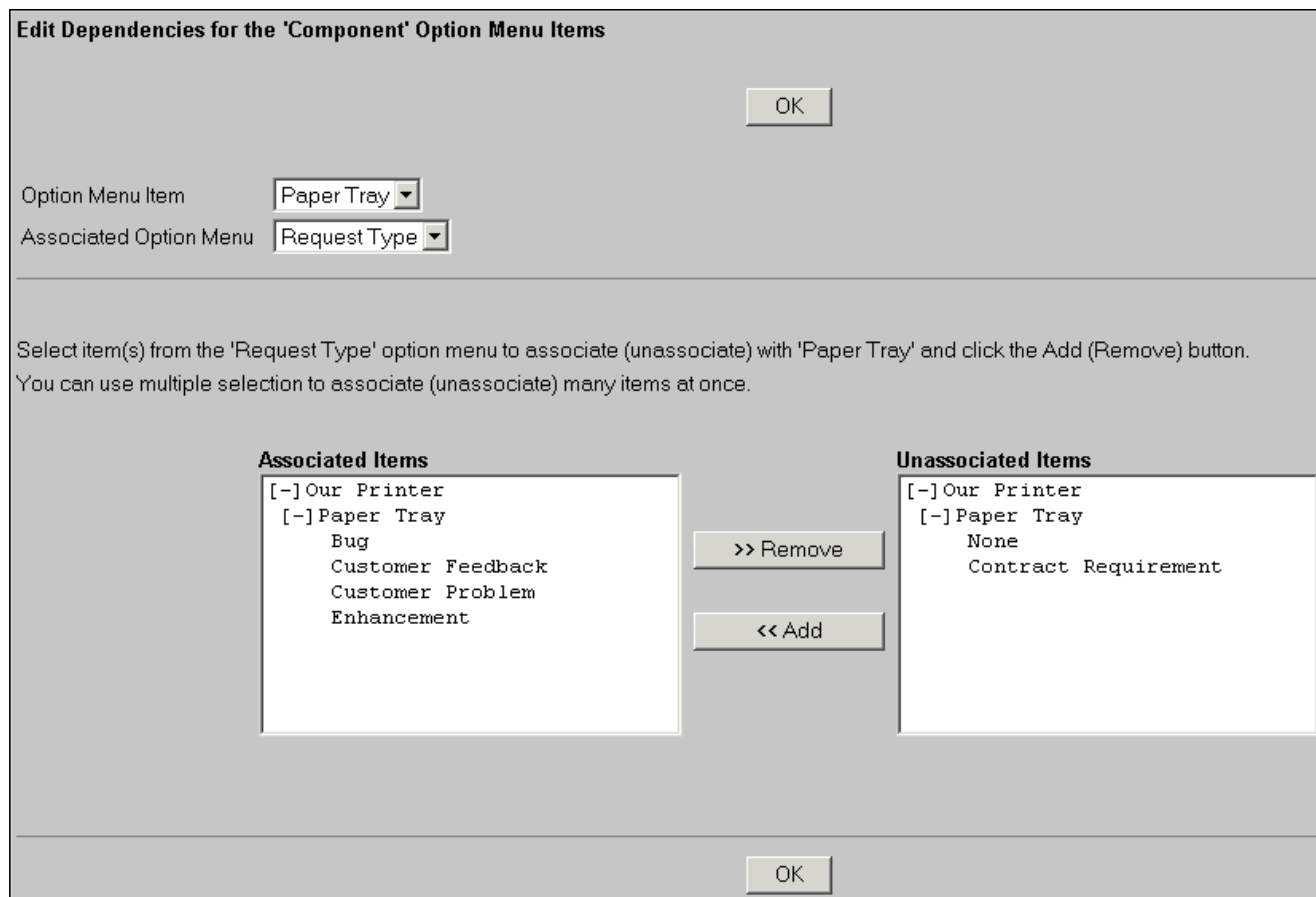 Edit Dependencies for the 'Component' Option Menu Items
OK
Option Menu Item Paper Tray
Associated Option Menu Request Type
Select item(s) from the 'Request Type' option menu to associate (unassociate) with 'Paper Tray' and click the Add (Remove) button.
You can use multiple selection to associate (unassociate) many items at once.
Associated Items
[-]Our Printer
[-]Paper Tray
Bug
Customer Feedback
Customer Problem
Enhancement
>> Remove
<< Add
Unassociated Items
[-]Our Printer
[-]Paper Tray
None
Contract Requirement
OK